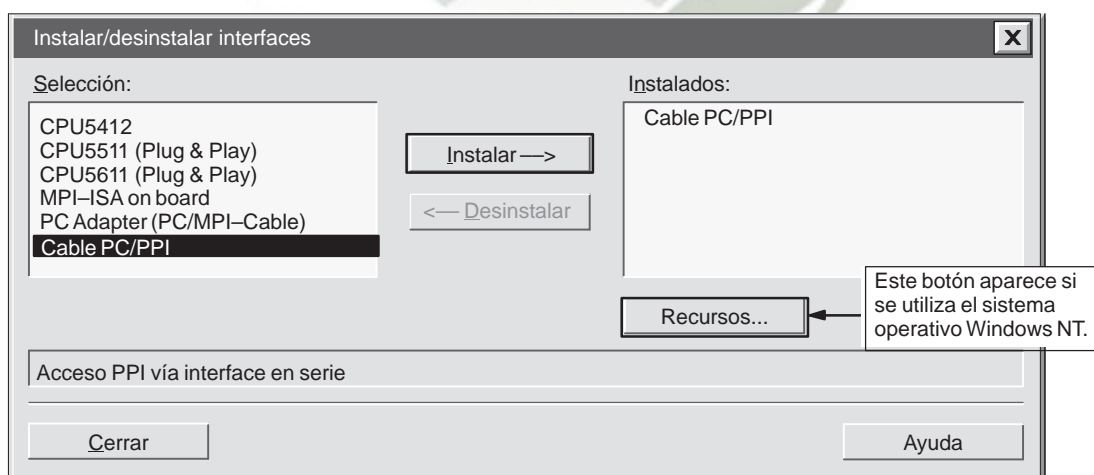 Instalar/desinstalar interfaces
X
Selección:
CPU5412
CPU5511 (Plug & Play)
CPU5611 (Plug & Play)
MPI–ISA on board
PC Adapter (PC/MPI–Cable)
Cable PC/PPI
Instalar —>
<— Desinstalar
Instalados:
Cable PC/PPI
Recursos...
Este botón aparece si
se utiliza el sistema
operativo Windows NT.
Acceso PPI vía interface en serie
Cerrar
Ayuda